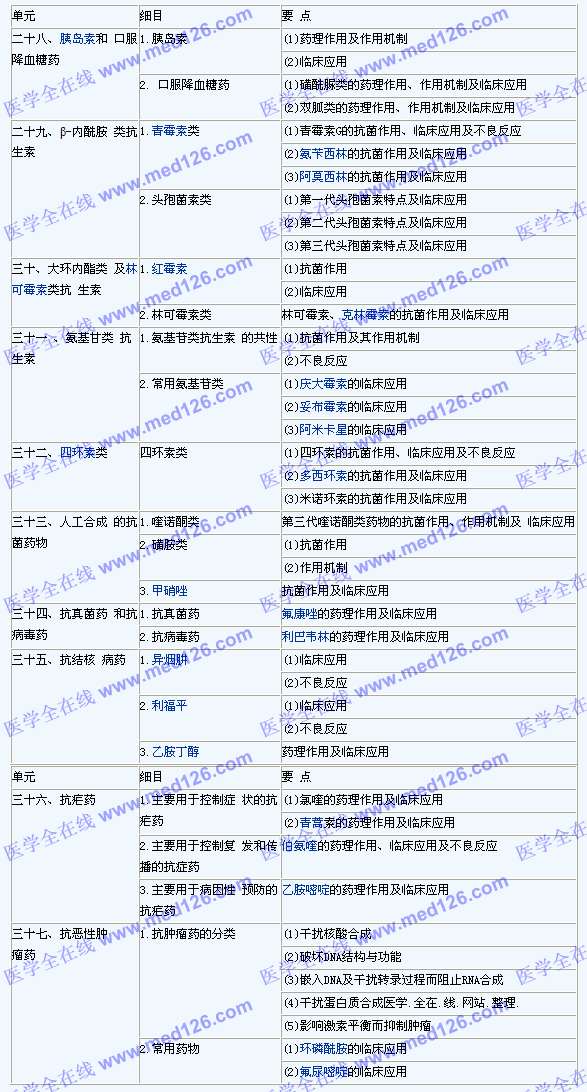 单元 细目 要 点
二十八、胰岛素和 口服 1.胰岛素 (1)药理作用及作用机制
降血糖药 (2)临床应用
2. 口服降血糖药 (1)磺酰脲类的药理作用、作用机制及临床应用
(2)双胍类的药理作用、作用机制及临床应用
二十九、β-内酰胺 类抗 1.青霉素类 (1)青霉素G的抗菌作用、临床应用及不良反应
生素 (2)氨苄西林的抗菌作用及临床应用
(3)阿莫西林的抗菌作用及临床应用
2.头孢菌素类 (1)第一代头孢菌素特点及临床应用
(2)第二代头孢菌素特点及临床应用
(3)第三代头孢菌素特点及临床应用
三十、大环内酯类 及林 1.红霉素 (1)抗菌作用
可霉素类抗 生素 (2)临床应用
2.林可霉素类 林可霉素、克林霉素的抗菌作用及临床应用
三十一 、氨基甘类 抗 1.氨基苷类抗生素 的共性 (1)抗菌作用及其作用机制
生素 (2)不良反应
2.常用氨基苷类 (1)庆大霉素的临床应用
(2)妥布霉素的临床应用
(3)阿米卡星的临床应用
三十二、四环素类 四环素类 (1)四环素的抗菌作用、临床应用及不良反应
(2)多西环素的抗菌作用及临床应用
(3)米诺环素的抗菌作用及临床应用
三十三、人工合成 的抗 1.喹诺酮类 第三代喹诺酮类药物的抗菌作用、作用机制及 临床应用
菌药物 2.磺胺类 (1)抗菌作用
(2)作用机制
3.甲硝唑 抗菌作用及临床应用
三十四、抗真菌药 和抗 1.抗真菌药 氟康唑的药理作用及临床应用
病毒药 2.抗病毒药 利巴韦林的药理作用及临床应用
三十五、抗结核 病药 1.异烟肼 (1)临床应用
(2)不良反应
2.利福平 (1)临床应用
(2)不良反应
3.乙胺丁醇 药理作用及临床应用
单元 细目 要 点
三十六、抗疟药 1.主要用于控制症 状的抗 (1)氯喹的药理作用及临床应用
疟药 (2)青蒿素的药理作用及临床应用
2.主要用于控制复 发和传 伯氨喹的药理作用、临床应用及不良反应
播的抗症药
3.主要用于病因性 预防的 乙胺嘧啶的药理作用及临床应用
抗疟药
三十七、抗恶性肿 1.抗肿瘤药的分类 (1)干扰核酸合成
瘤药 (2)破坏DNA结构与功能
(3)嵌入DNA及干扰转录过程而阻止RNA合成
(4)干扰蛋白质合成医学.全在.线.网站.整理.
(5)影响激素平衡而抑制肿瘤
2.常用药物 (1)环磷酰胺的临床应用
(2)氟尿嘧啶的临床应用
医学全在线 www.med126.com